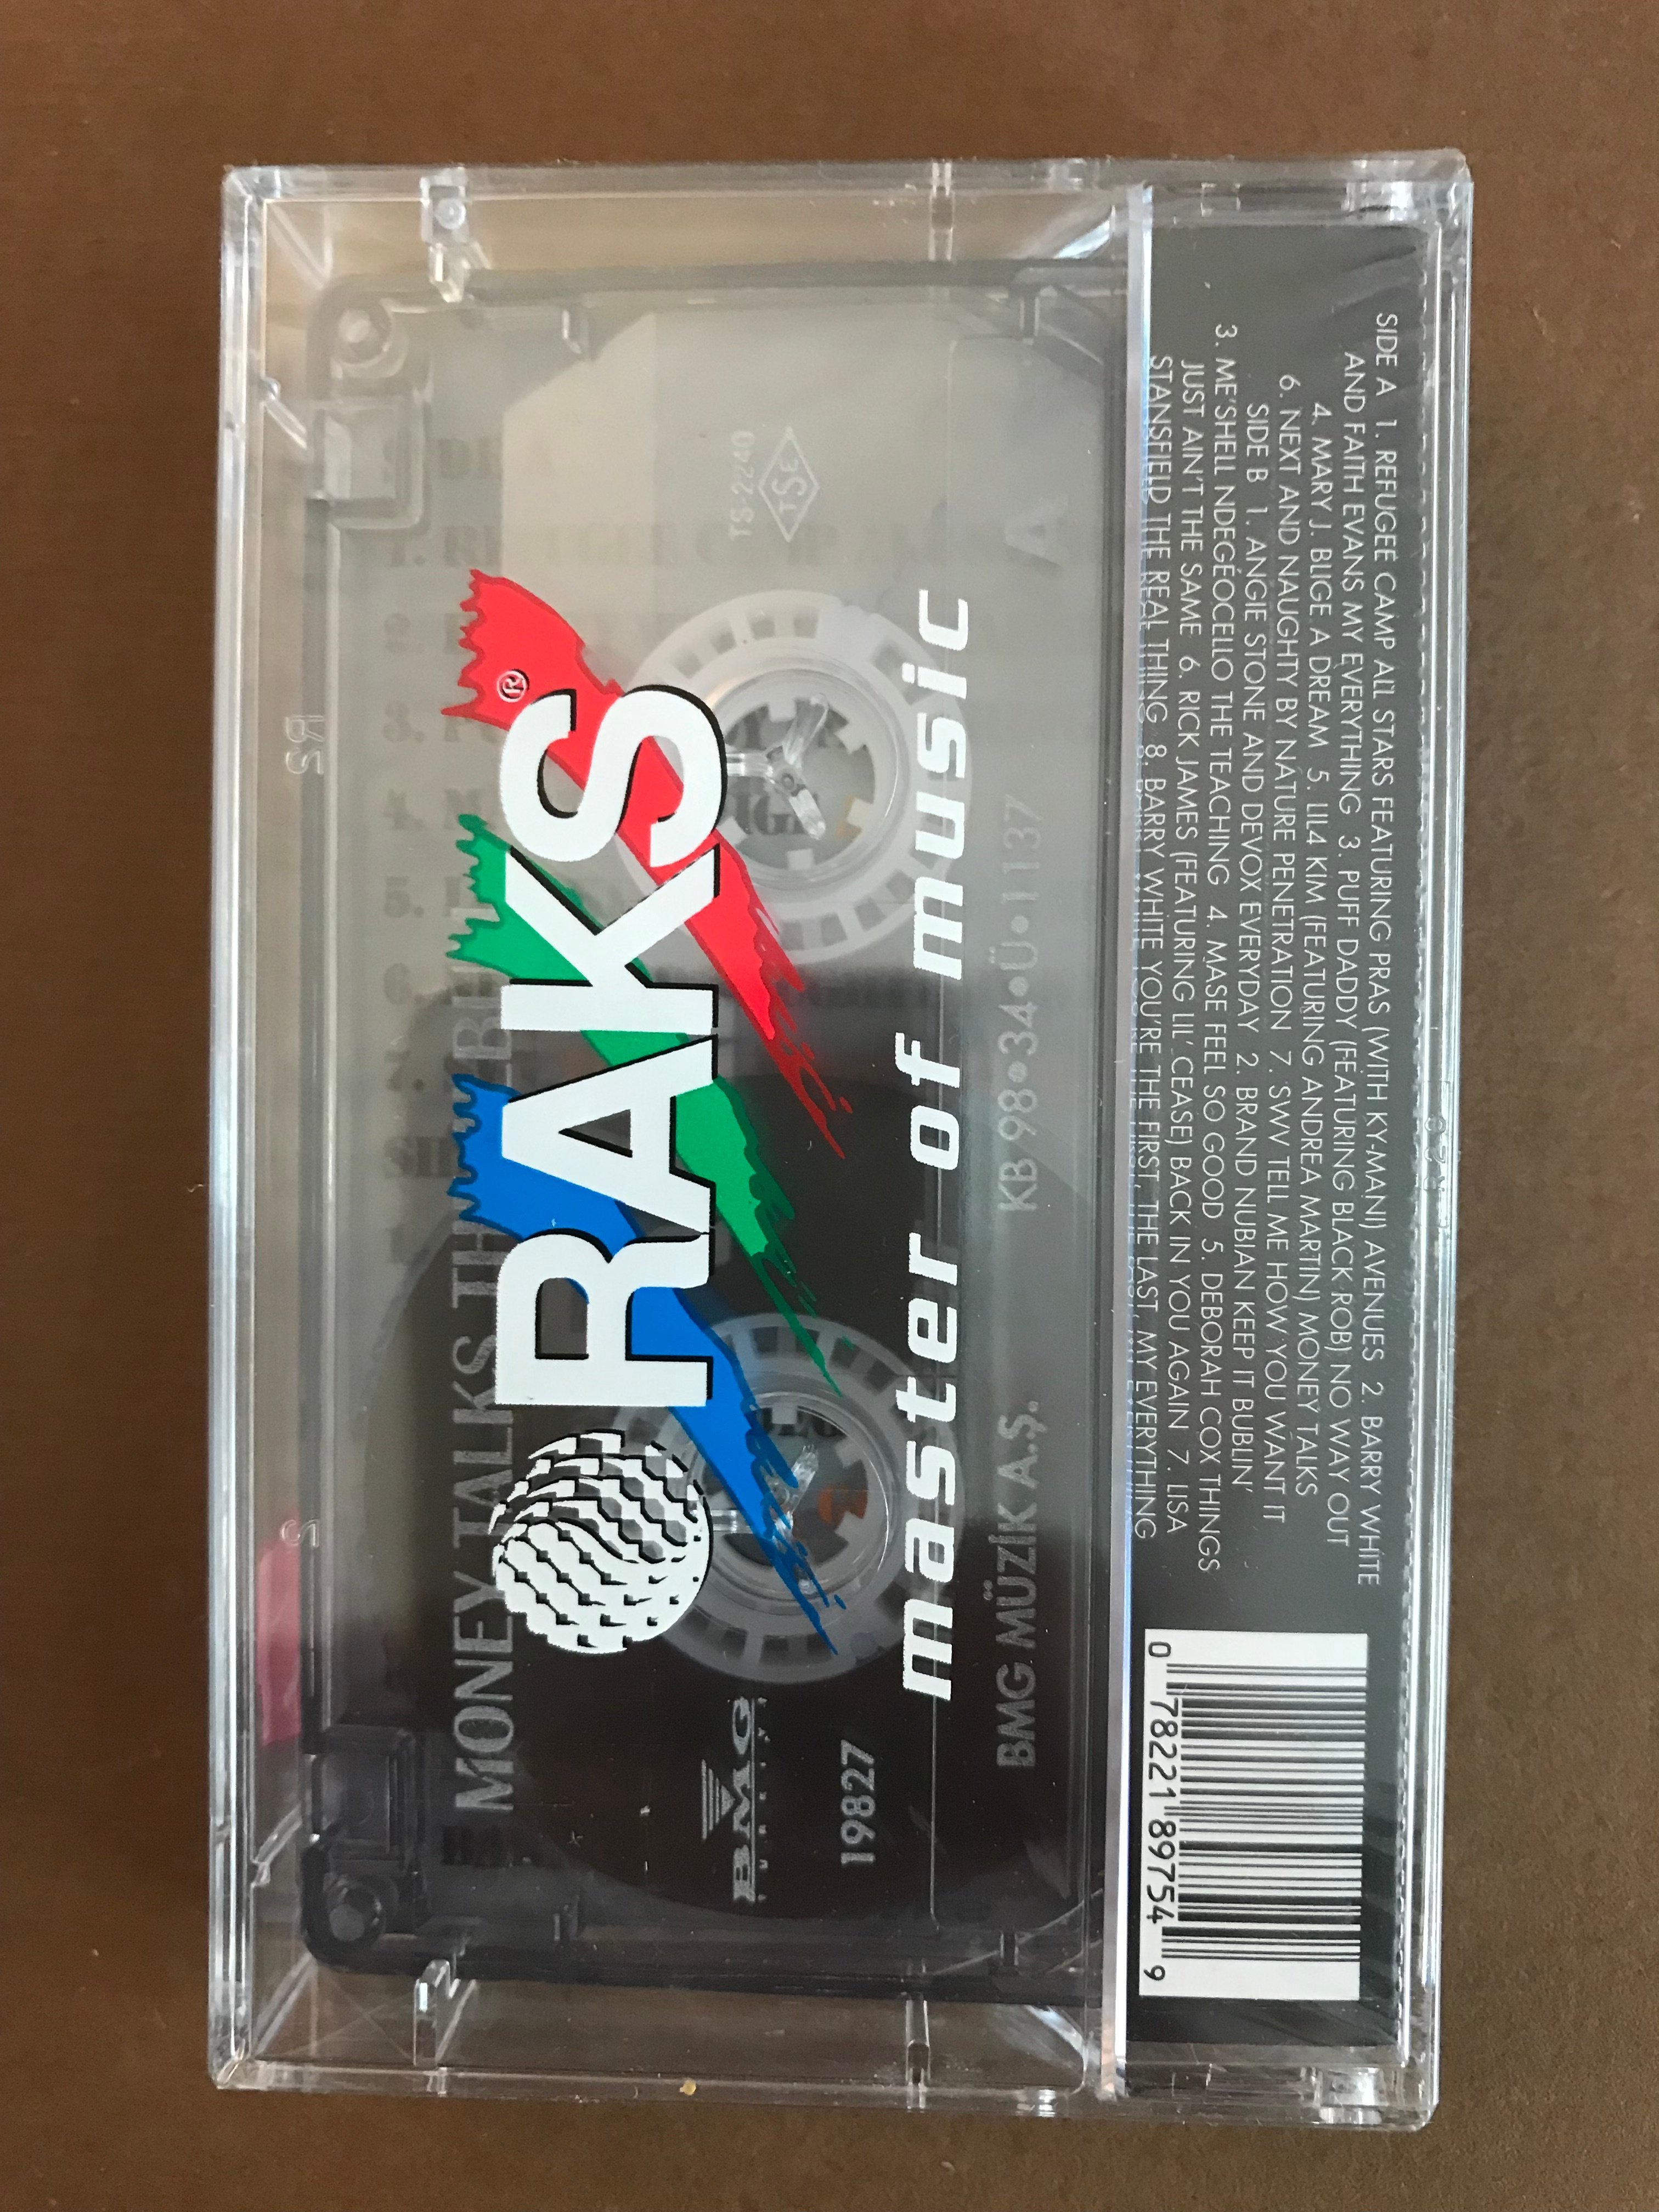 SIDE A 1. REFUGEE CAMP ALL STARS FEATURING PRAS (WITH KY-MANI) AVENUES 2. BARRY WHITE
AND FAITH EVANS MY EVERYTHING 3. PUFF DADDY (FEATURING BLACK ROB) NO WAY OUT
4. MARY J. BLIGE A DREAM 5. LIL4 KIM (FEATURING ANDREA MARTIN) MONEY TALKS
6. NEXT AND NAUGHTY BY NATURE PENETRATION 7. SWV TELL ME HOW YOU WANT IT
SIDE B 1. ANGIE STONE AND DEVOX EVERYDAY 2. BRAND NUBIAN KEEP IT BUBLIN'
3. ME'SHELL NDEGÉOCELLO THE TEACHING 4. MASE FEEL SO GOOD 5. DEBORAH COX THINGS
JUST AIN'T THE SAME 6. RICK JAMES (FEATURING LIL' CEASE) BACK IN YOU AGAIN 7. LISA
STANSFIELD THE REAL THING 8. BARRY WHITE YOU'RE THE FIRST, THE LAST, MY EVERYTHING
0 78221 89754 9
RAKS®
master of music
MONEY TALKS THE
BMG
19827
BMG MÜZİK A.Ş.
KB 98•34•Ü•1137
A
TSE
TS 2240